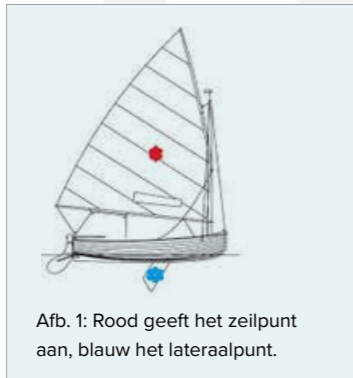 Afb. 1: Rood geeft het zeilpunt
aan, blauw het lateraalpunt.